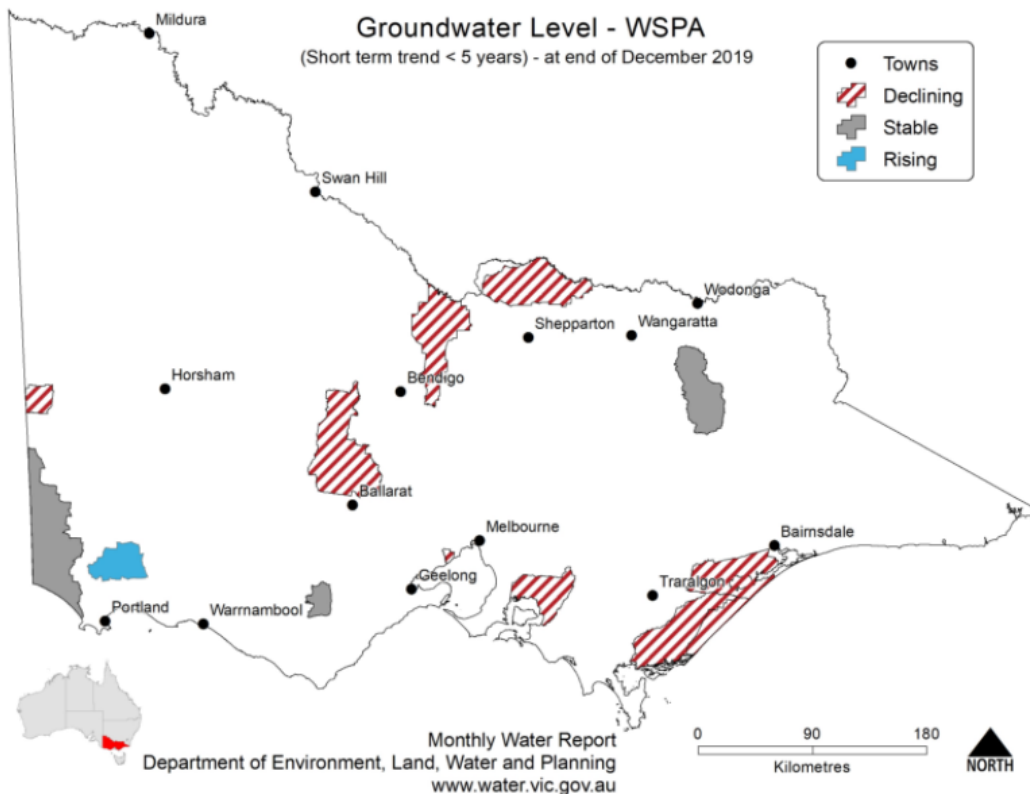 Groundwater Level - WSPA
(Short term trend < 5 years) - at end of December 2019
Towns
Declining
Stable
Rising
Mildura
Swan Hill
Wodonga
Shepparton
Wangaratta
Horsham
Bendigo
Ballarat
Melbourne
Bairnsdale
Geelong
Traralgon
Portland
Warrnambool
Monthly Water Report
Department of Environment, Land, Water and Planning
www.water.vic.gov.au
0 90 180
Kilometres
NORTH